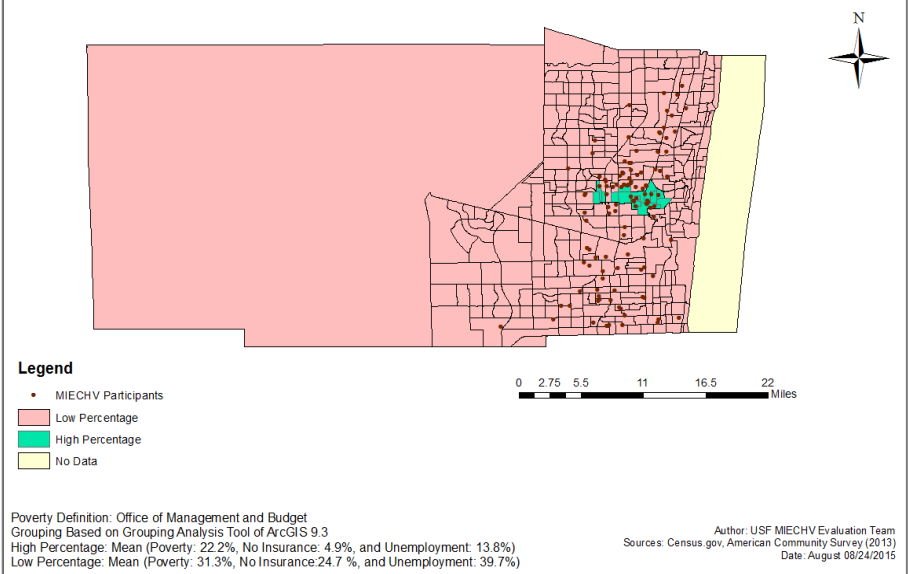 N
0 2.75 5.5 11 16.5 22
Miles
Legend
MIECHV Participants
Low Percentage
High Percentage
No Data
Poverty Definition: Office of Management and Budget
Grouping Based on Grouping Analysis Tool of ArcGIS 9.3
High Percentage: Mean (Poverty: 22.2%, No Insurance: 4.9%, and Unemployment: 13.8%)
Low Percentage: Mean (Poverty: 31.3%, No Insurance:24.7 %, and Unemployment: 39.7%)
Author: USF MIECHV Evaluation Team
Sources: Census.gov, American Community Survey (2013)
Date: August 08/24/2015